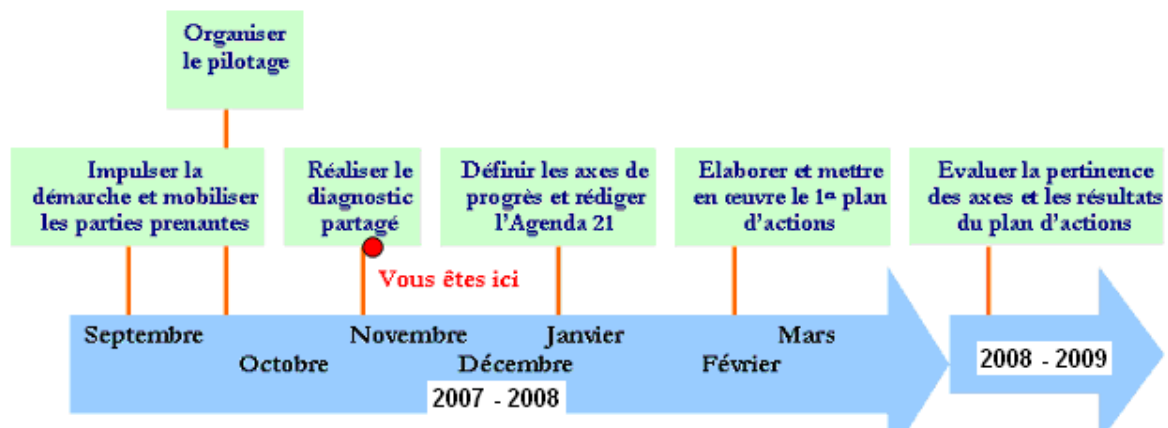 Organiser
le pilotage
Impulser la
démarche et mobiliser
les parties prenantes
Réaliser le
diagnostic
partagé
Définir les axes de
progrès et rédiger
l'Agenda 21
Elaborer et mettre
en œuvre le 1er plan
d'actions
Evaluer la pertinence
des axes et les résultats
du plan d'actions
Vous êtes ici
Septembre
Octobre
Novembre
Décembre
Janvier
Février
Mars
2007 - 2008
2008 - 2009